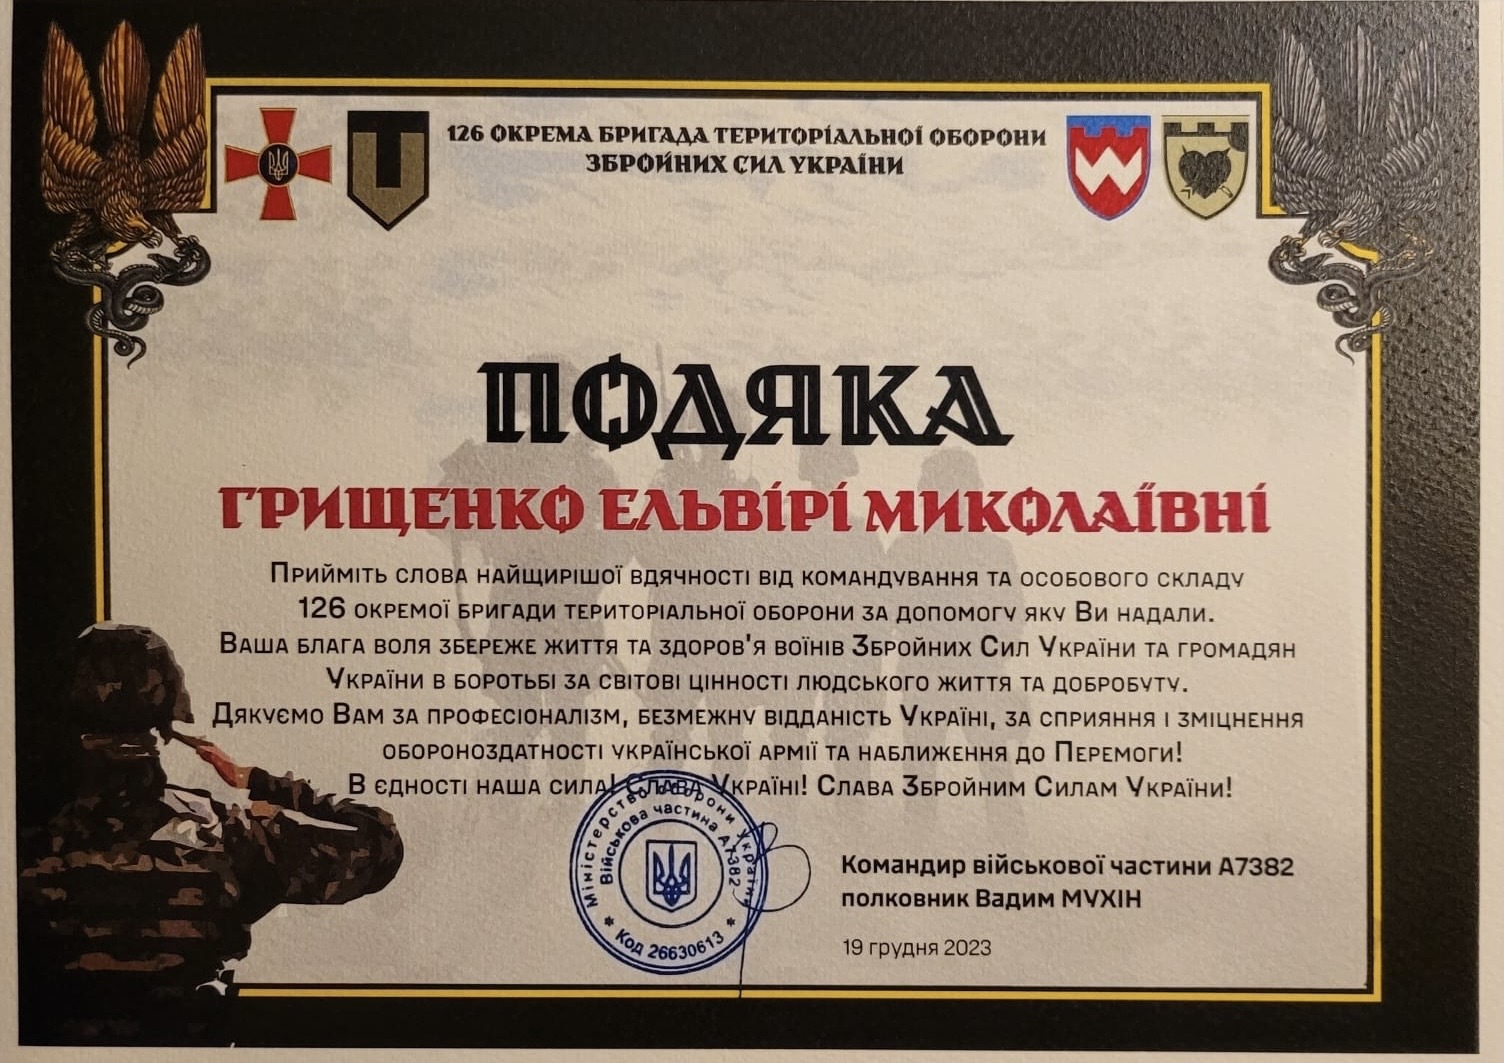 126 ОКРЕМА БРИГАДА ТЕРИТОРІАЛЬНОЇ ОБОРОНИ
ЗБРОЙНИХ СИЛ УКРАЇНИ
ПОДЯКА
ГРИЩЕНКО ЕЛЬВІРІ МИКОЛАЇВНІ
Прийміть слова найщирішої вдячності від командування та особового складу
126 окремої бригади територіальної оборони за допомогу яку Ви надали.
Ваша блага воля збереже життя та здоров'я воїнів Збройних Сил України та громадян
України в боротьбі за світові цінності людського життя та добробуту.
Дякуємо Вам за професіоналізм, безмежну відданість Україні, за сприяння і зміцнення
обороноздатності української армії та наближення до Перемоги!
В єдності наша сила! Слава Україні! Слава Збройним Силам України!
Міністерство оборони України
Військова частина А7382
* Код 26630613 *
Командир військової частини А7382
полковник Вадим МУХІН
19 грудня 2023